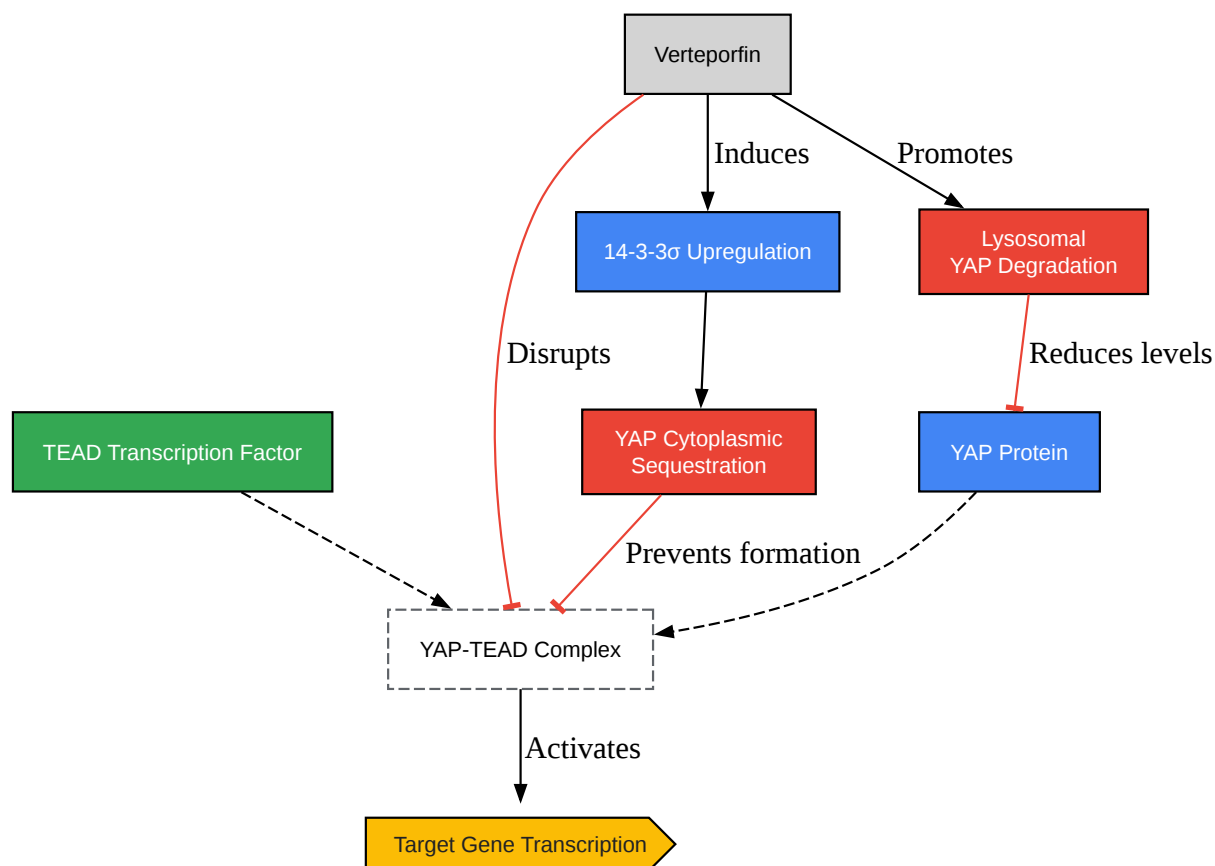 Verteporfin
Induces
Promotes
14-3-3σ Upregulation
Lysosomal
YAP Degradation
Disrupts
Reduces levels
TEAD Transcription Factor
YAP Cytoplasmic
Sequestration
YAP Protein
Prevents formation
YAP-TEAD Complex
Activates
Target Gene Transcription